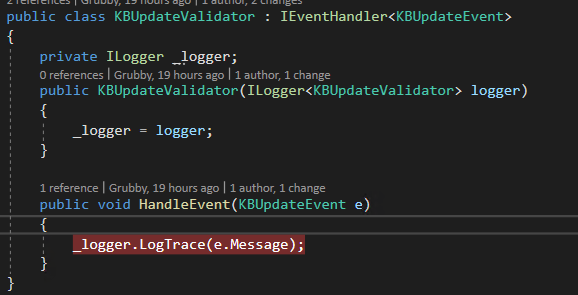 2 references | Grubby, 19 hours ago | 1 author, 2 changes
public class KBUpdateValidator : IEventHandler<KBUpdateEvent>
{
private ILogger _logger;
0 references | Grubby, 19 hours ago | 1 author, 1 change
public KBUpdateValidator(ILogger<KBUpdateValidator> logger)
{
_logger = logger;
}
1 reference | Grubby, 19 hours ago | 1 author, 1 change
public void HandleEvent(KBUpdateEvent e)
{
_logger.LogTrace(e.Message);
}
}